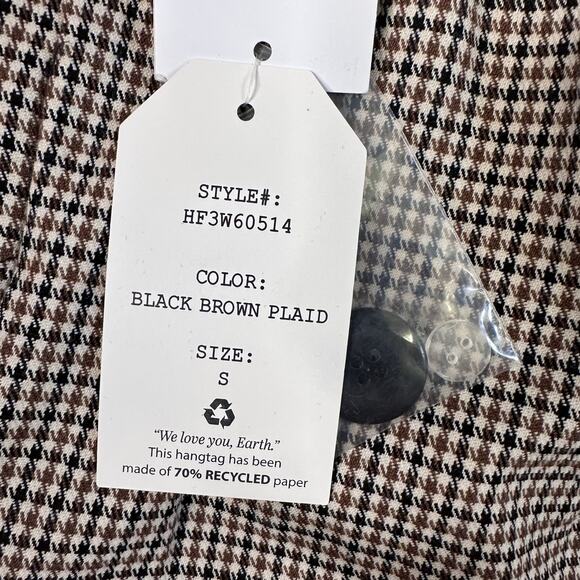 STYLE#:
HF3W60514
COLOR:
BLACK BROWN PLAID
SIZE:
S
“We love you, Earth.”
This hangtag has been
made of 70% RECYCLED paper